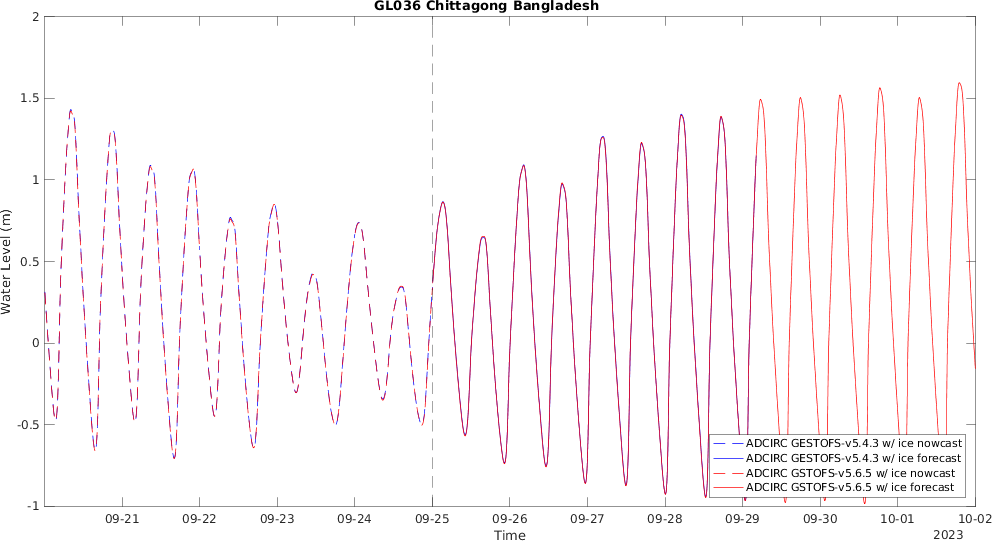 GL036 Chittagong Bangladesh
Water Level (m)
2
1.5
1
0.5
0
-0.5
-1
ADCIRC GESTOFS-v5.4.3 w/ ice nowcast
ADCIRC GESTOFS-v5.4.3 w/ ice forecast
ADCIRC GSTOFS-v5.6.5 w/ ice nowcast
ADCIRC GSTOFS-v5.6.5 w/ ice forecast
09-21 09-22 09-23 09-24 09-25 09-26 09-27 09-28 09-29 09-30 10-01 10-02
Time
2023